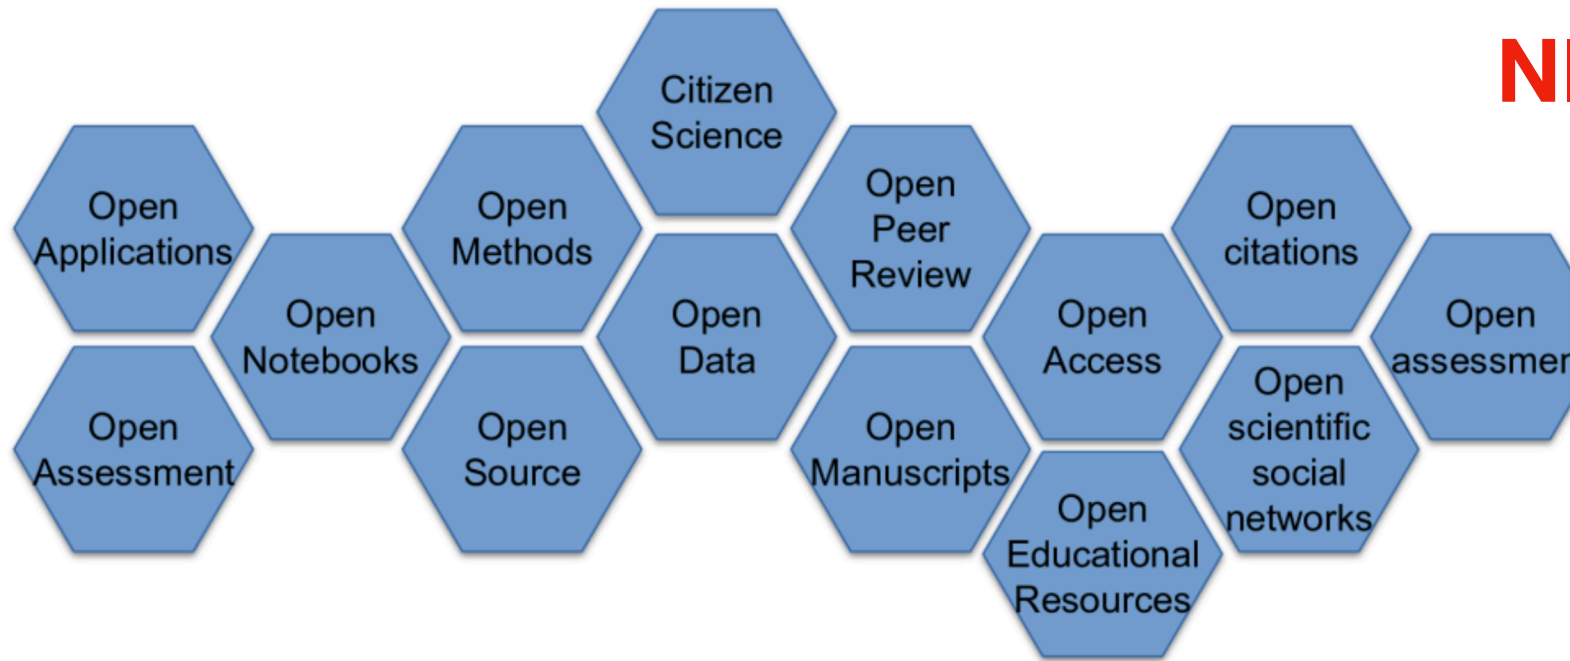 Citizen
Science
Open
Applications
Open
Notebooks
Open
Methods
Open
Data
Open
Peer
Review
Open
Access
Open
citations
Open
Assessment
Open
Source
Open
Manuscripts
Open
Educational
Resources
Open
scientific
social
networks
Open